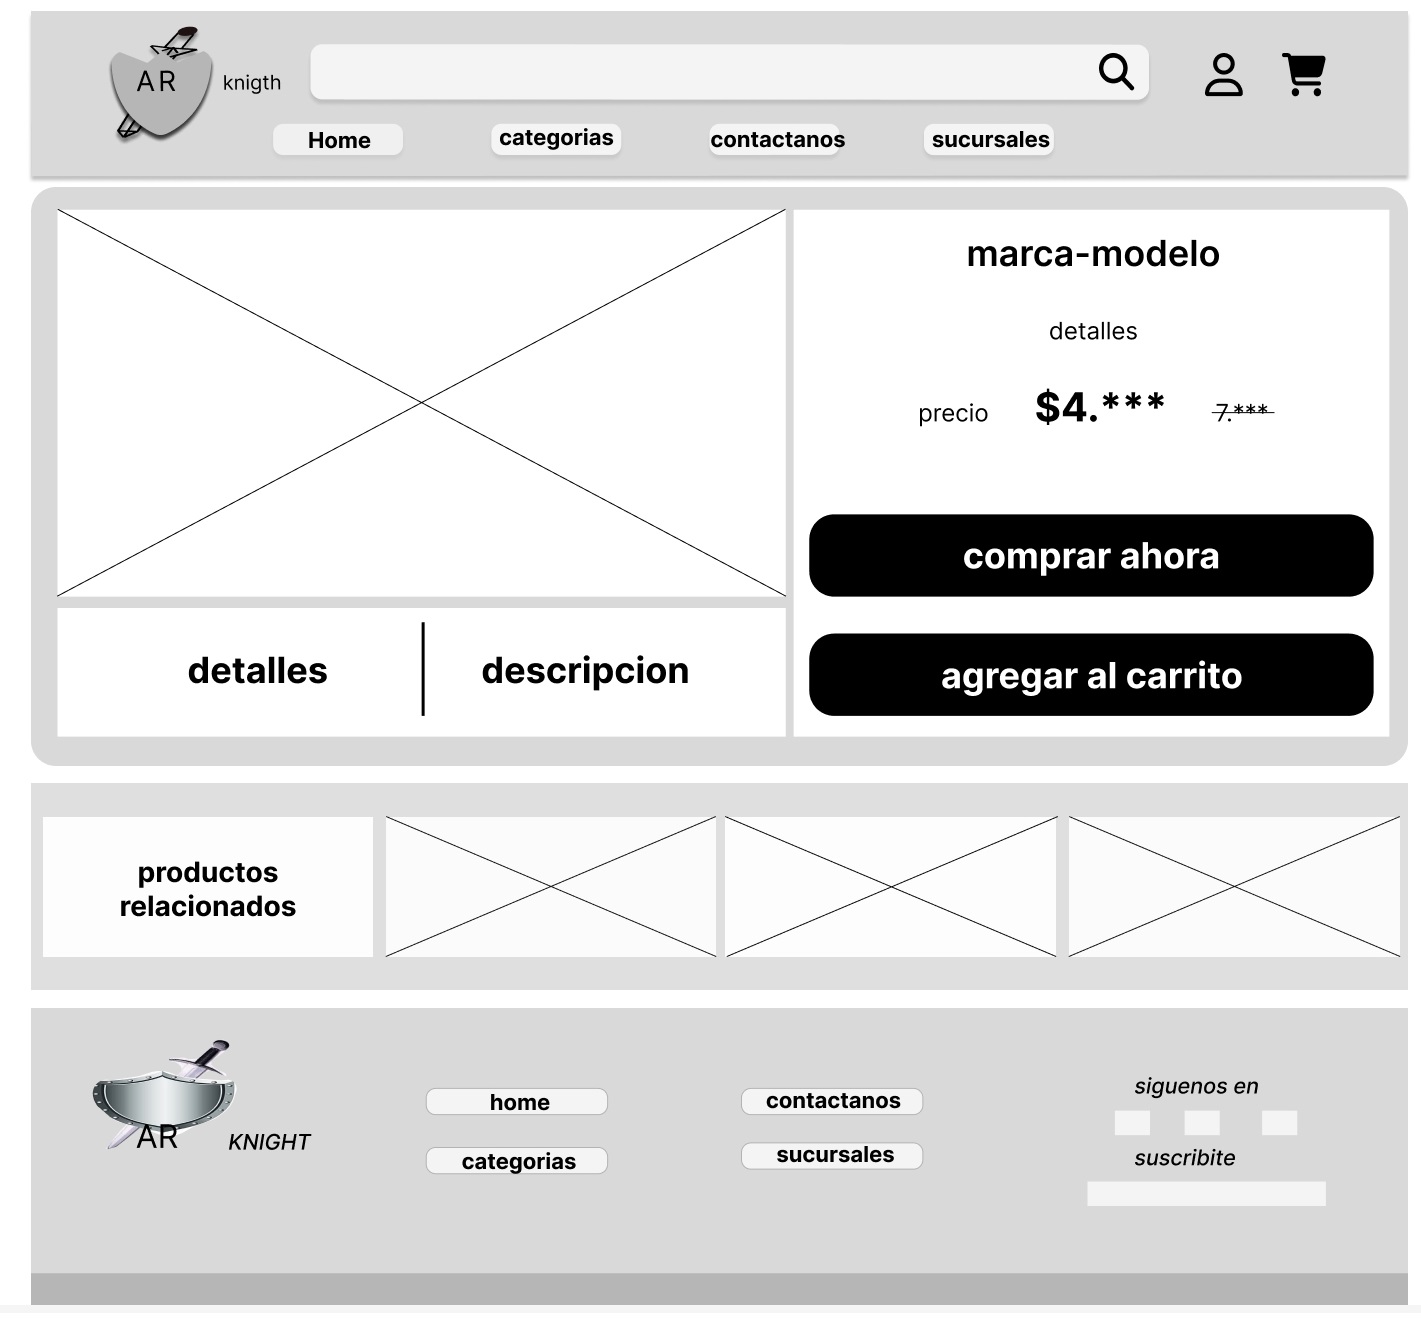 AR
knigth
Home
categorias
contactanos
sucursales
marca-modelo
detalles
precio $4.*** 7.***
comprar ahora
agregar al carrito
detalles
descripcion
productos
relacionados
AR
KNIGHT
home
categorias
contactanos
sucursales
siguenos en
suscribite